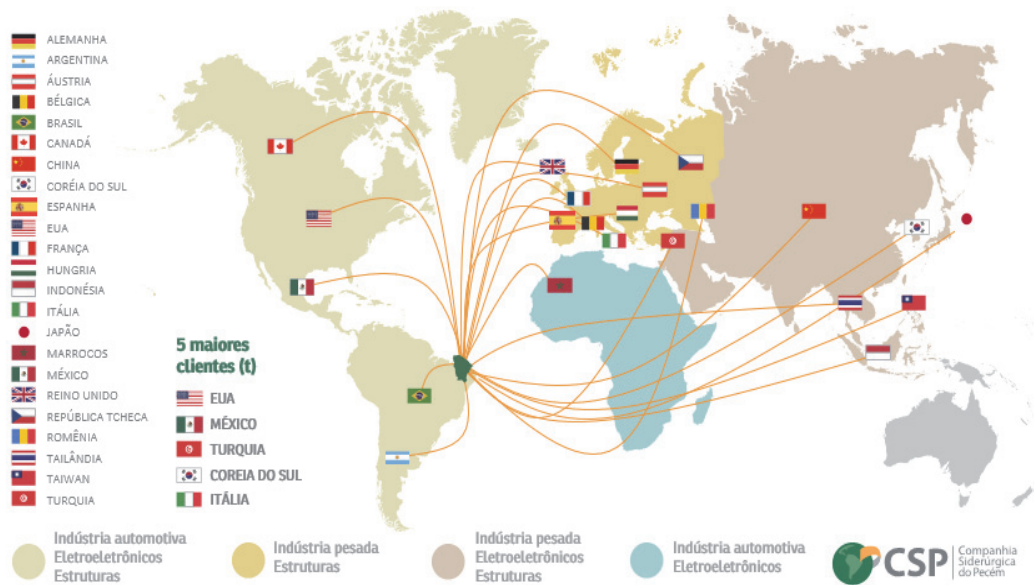 ALEMANHA
ARGENTINA
ÁUSTRIA
BÉLGICA
BRASIL
CANADÁ
CHINA
CORÉIA DO SUL
ESPANHA
EUA
FRANÇA
HUNGRIA
INDONÉSIA
ITÁLIA
JAPÃO
MARROCOS
MÉXICO
REINO UNIDO
REPÚBLICA TCHECA
ROMÊNIA
TAILÂNDIA
TAIWAN
TURQUIA
5 maiores
clientes (t)
EUA
MÉXICO
TURQUIA
COREIA DO SUL
ITÁLIA
Indústria automotiva
Eletroeletrônicos
Estruturas
Indústria pesada
Estruturas
Indústria pesada
Eletroeletrônicos
Estruturas
Indústria automotiva
Eletroeletrônicos
CSP
Companhia
Siderúrgica
do Pecém